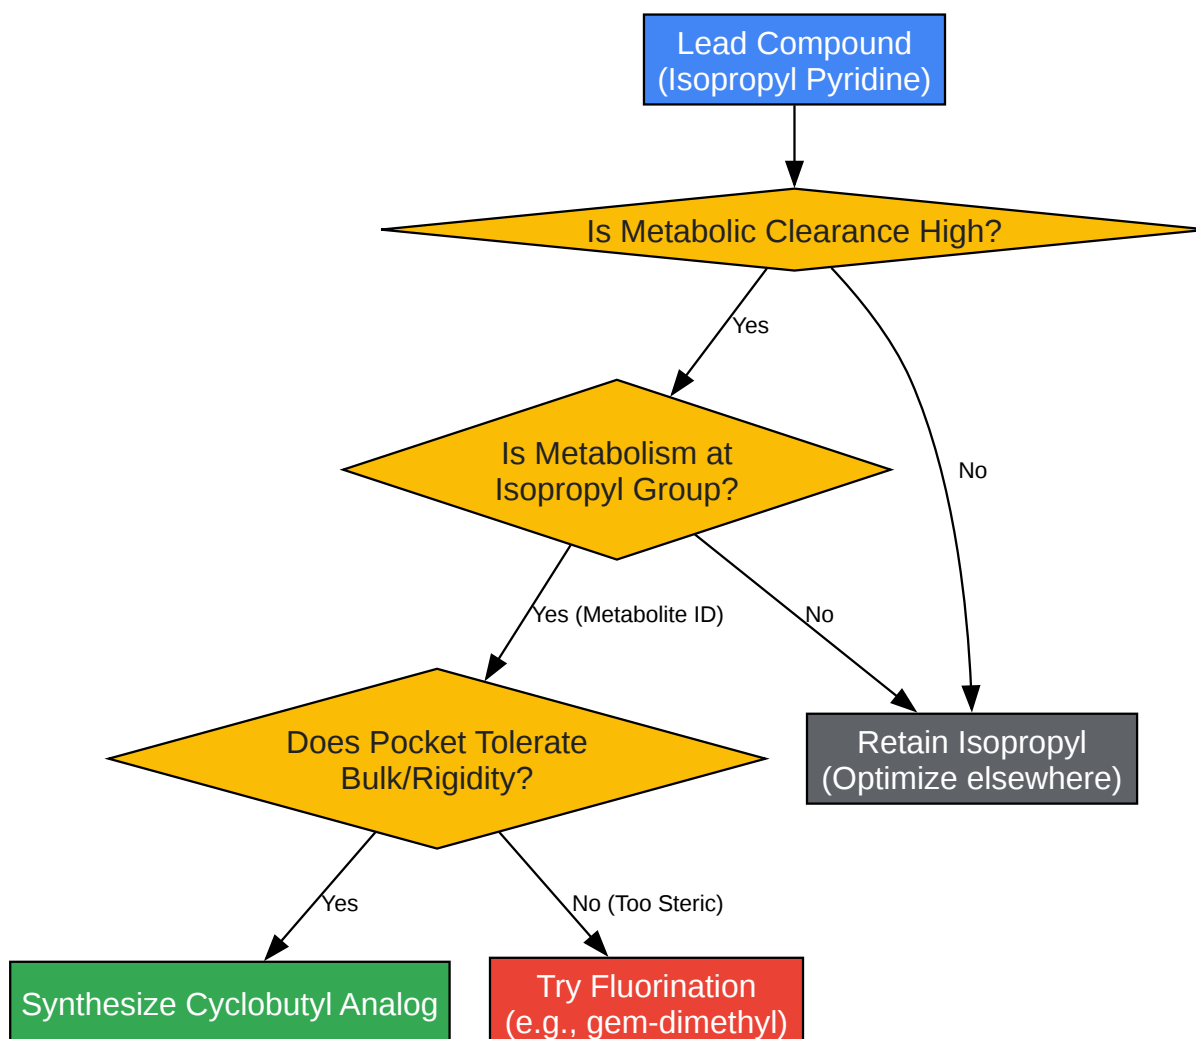 Lead Compound
(Isopropyl Pyridine)
Is Metabolic Clearance High?
Yes
Is Metabolism at
Isopropyl Group?
No
Yes (Metabolite ID)
No
Does Pocket Tolerate
Bulk/Rigidity?
Retain Isopropyl
(Optimize elsewhere)
Yes
No (Too Steric)
Synthesize Cyclobutyl Analog
Try Fluorination
(e.g., gem-dimethyl)